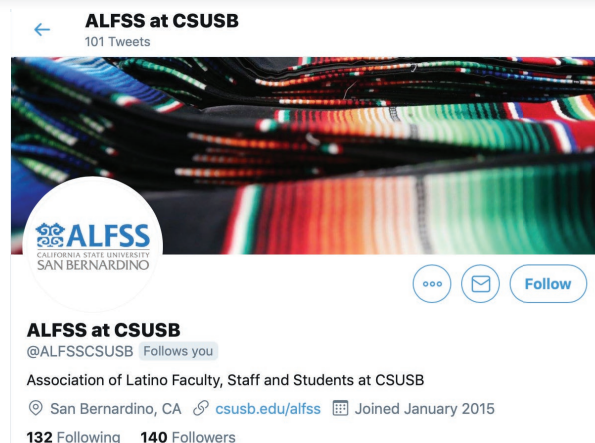 ALFSS at CSUSB
101 Tweets
ALFSS
CALIFORNIA STATE UNIVERSITY
SAN BERNARDINO
Follow
ALFSS at CSUSB
@ALFSSCSUSB Follows you
Association of Latino Faculty, Staff and Students at CSUSB
San Bernardino, CA csusb.edu/alfss Joined January 2015
132 Following 140 Followers